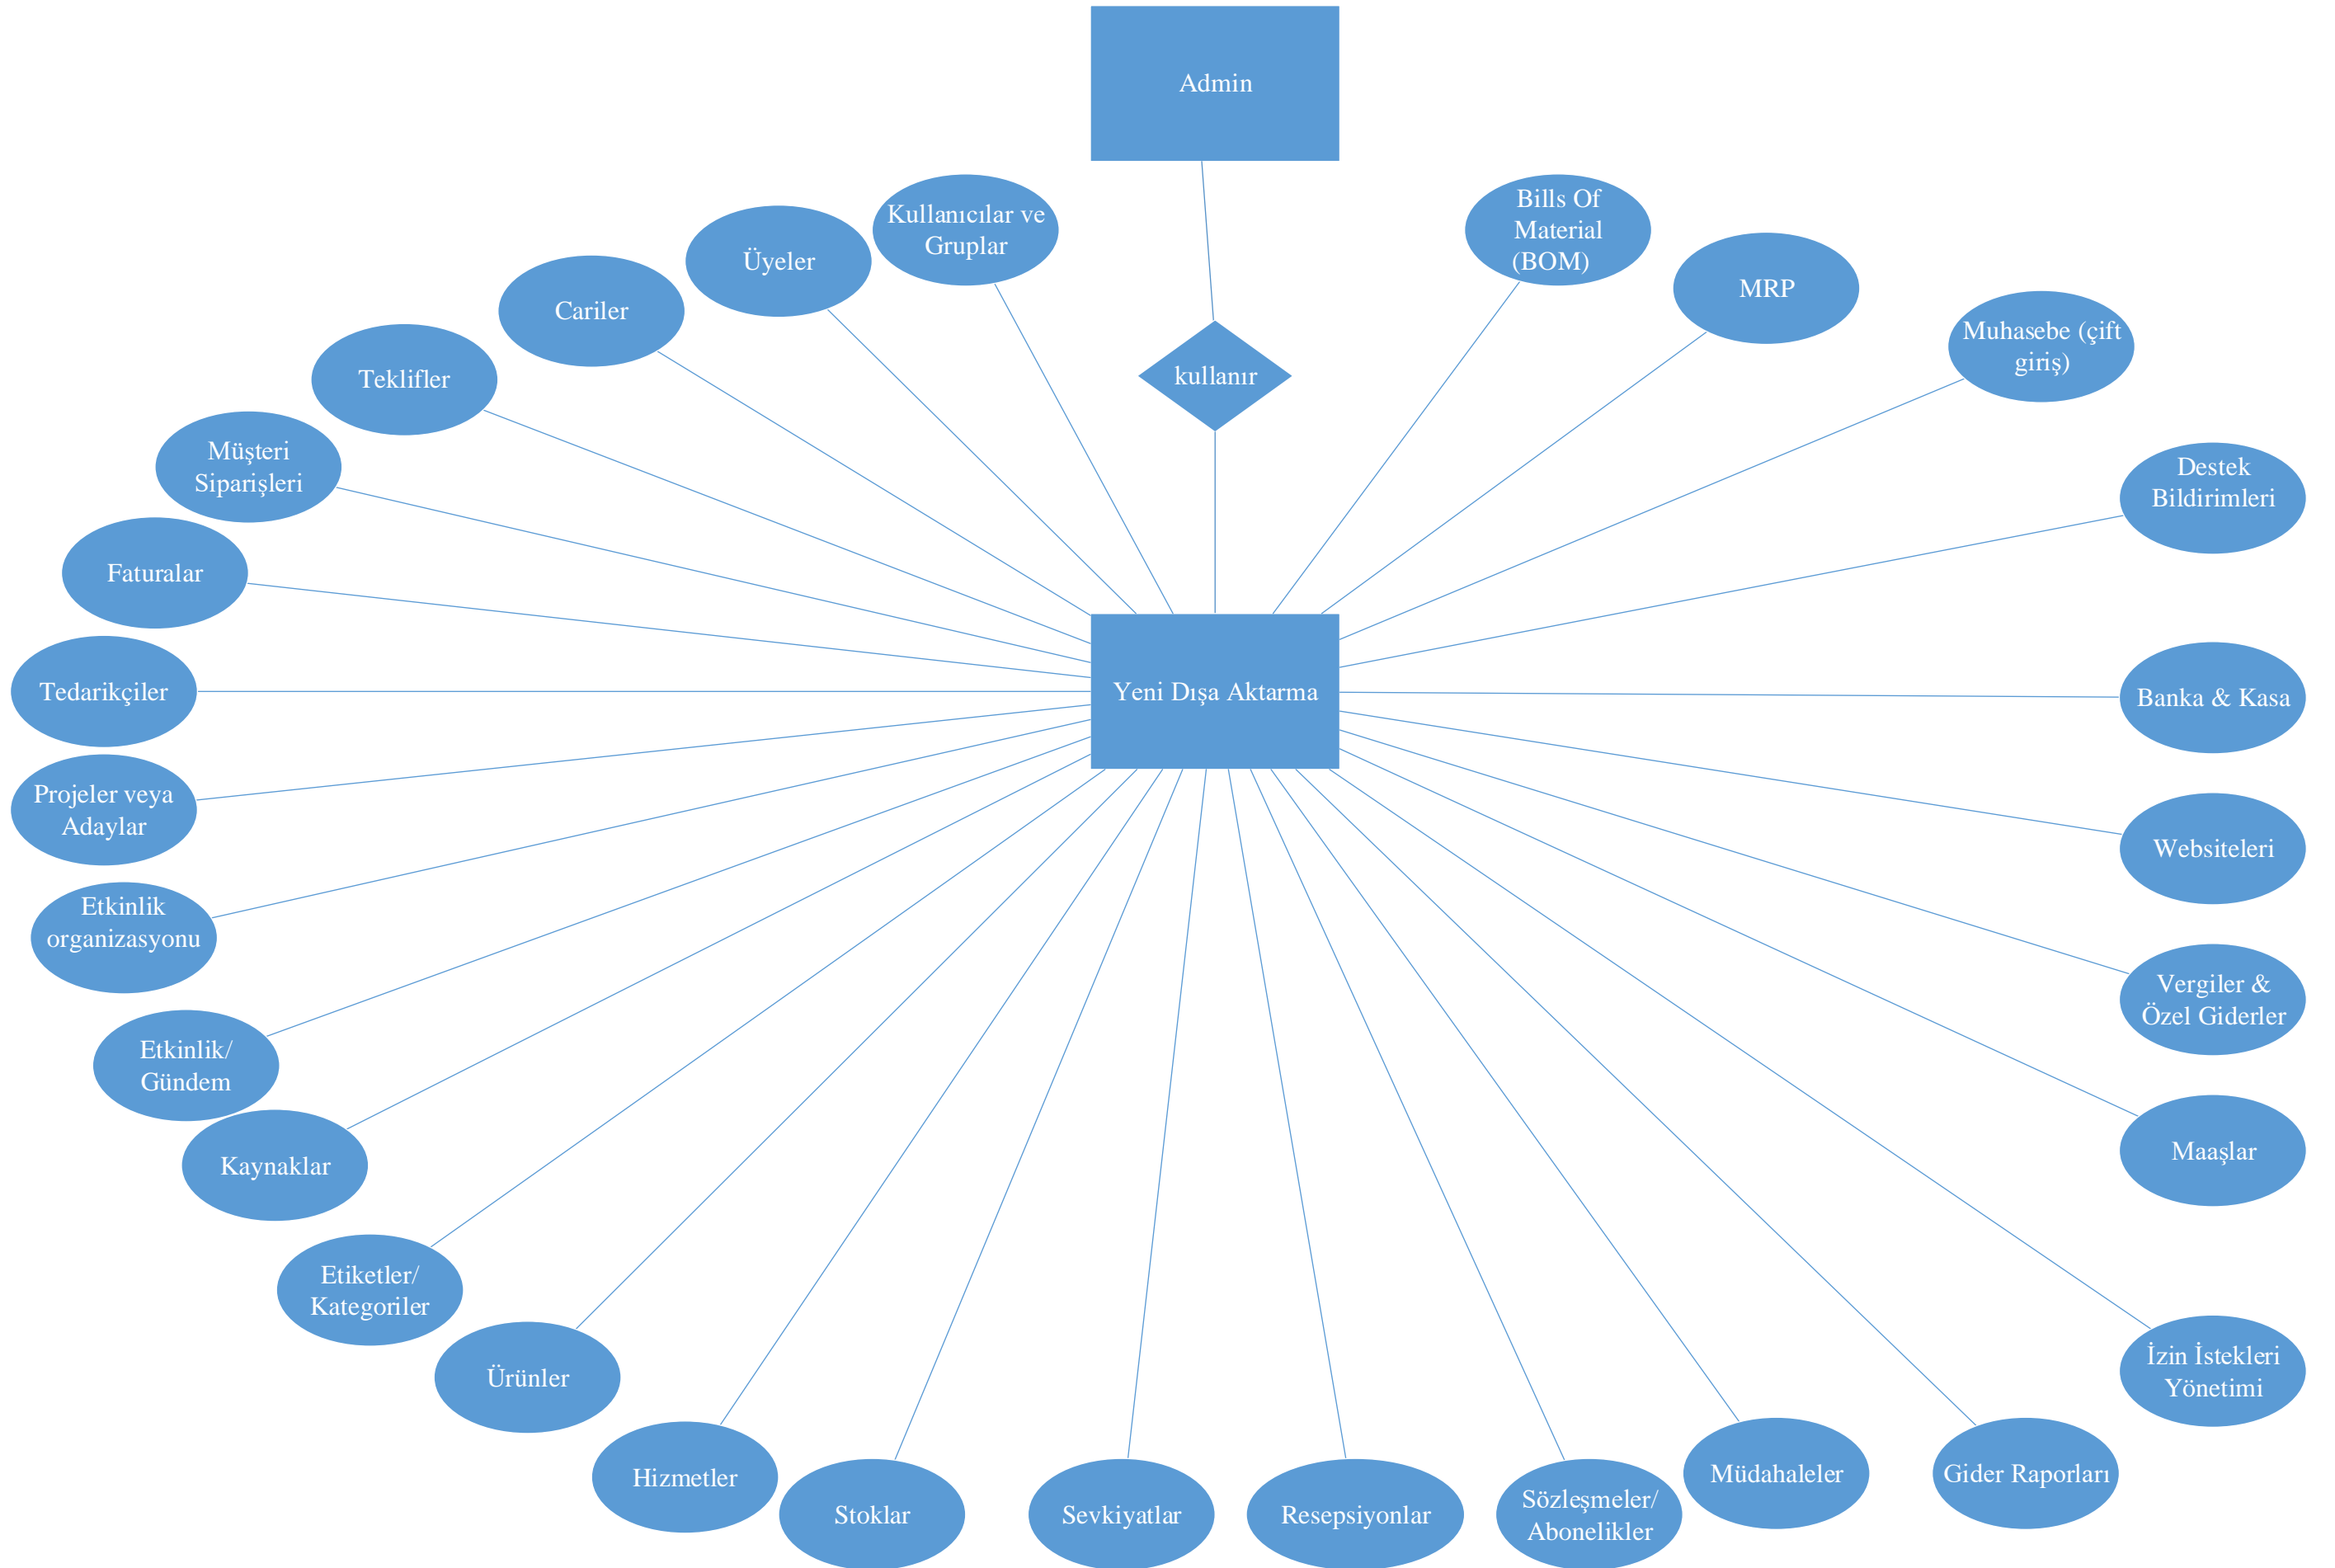 Admin
Kullanıcılar ve
Gruplar
Bills Of
Material
(BOM)
Üyeler
MRP
Cariler
Muhasebe (çift
giriş)
Teklifler
kullanır
Müşteri
Siparişleri
Destek
Bildirimleri
Faturalar
Tedarikçiler
Yeni Dışa Aktarma
Banka & Kasa
Projeler veya
Adaylar
Websiteleri
Etkinlik
organizasyonu
Vergiler &
Özel Giderler
Etkinlik/
Gündem
Kaynaklar
Maaşlar
Etiketler/
Kategoriler
Ürünler
İzin İstekleri
Yönetimi
Hizmetler
Müdahaleler
Gider Raporları
Stoklar
Sevkiyatlar
Resepsiyonlar
Sözleşmeler/
Abonelikler